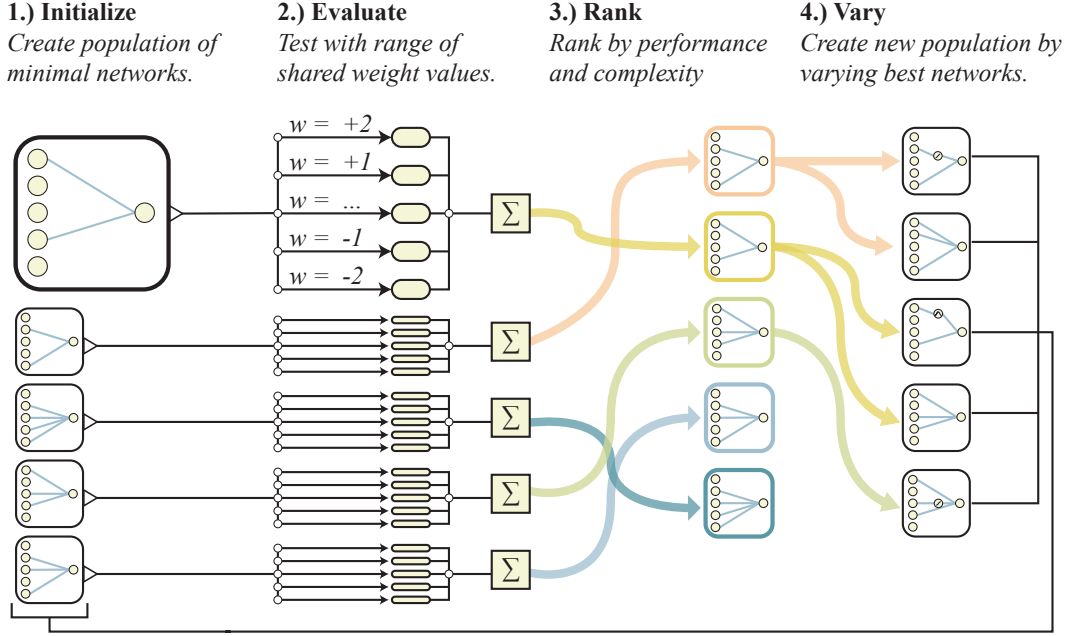 1.) Initialize
Create population of
minimal networks.
2.) Evaluate
Test with range of
shared weight values.
3.) Rank
Rank by performance
and complexity
4.) Vary
Create new population by
varying best networks.
w = +2
w = +1
w = ...
w = -1
w = -2
Σ
Σ
Σ
Σ
Σ